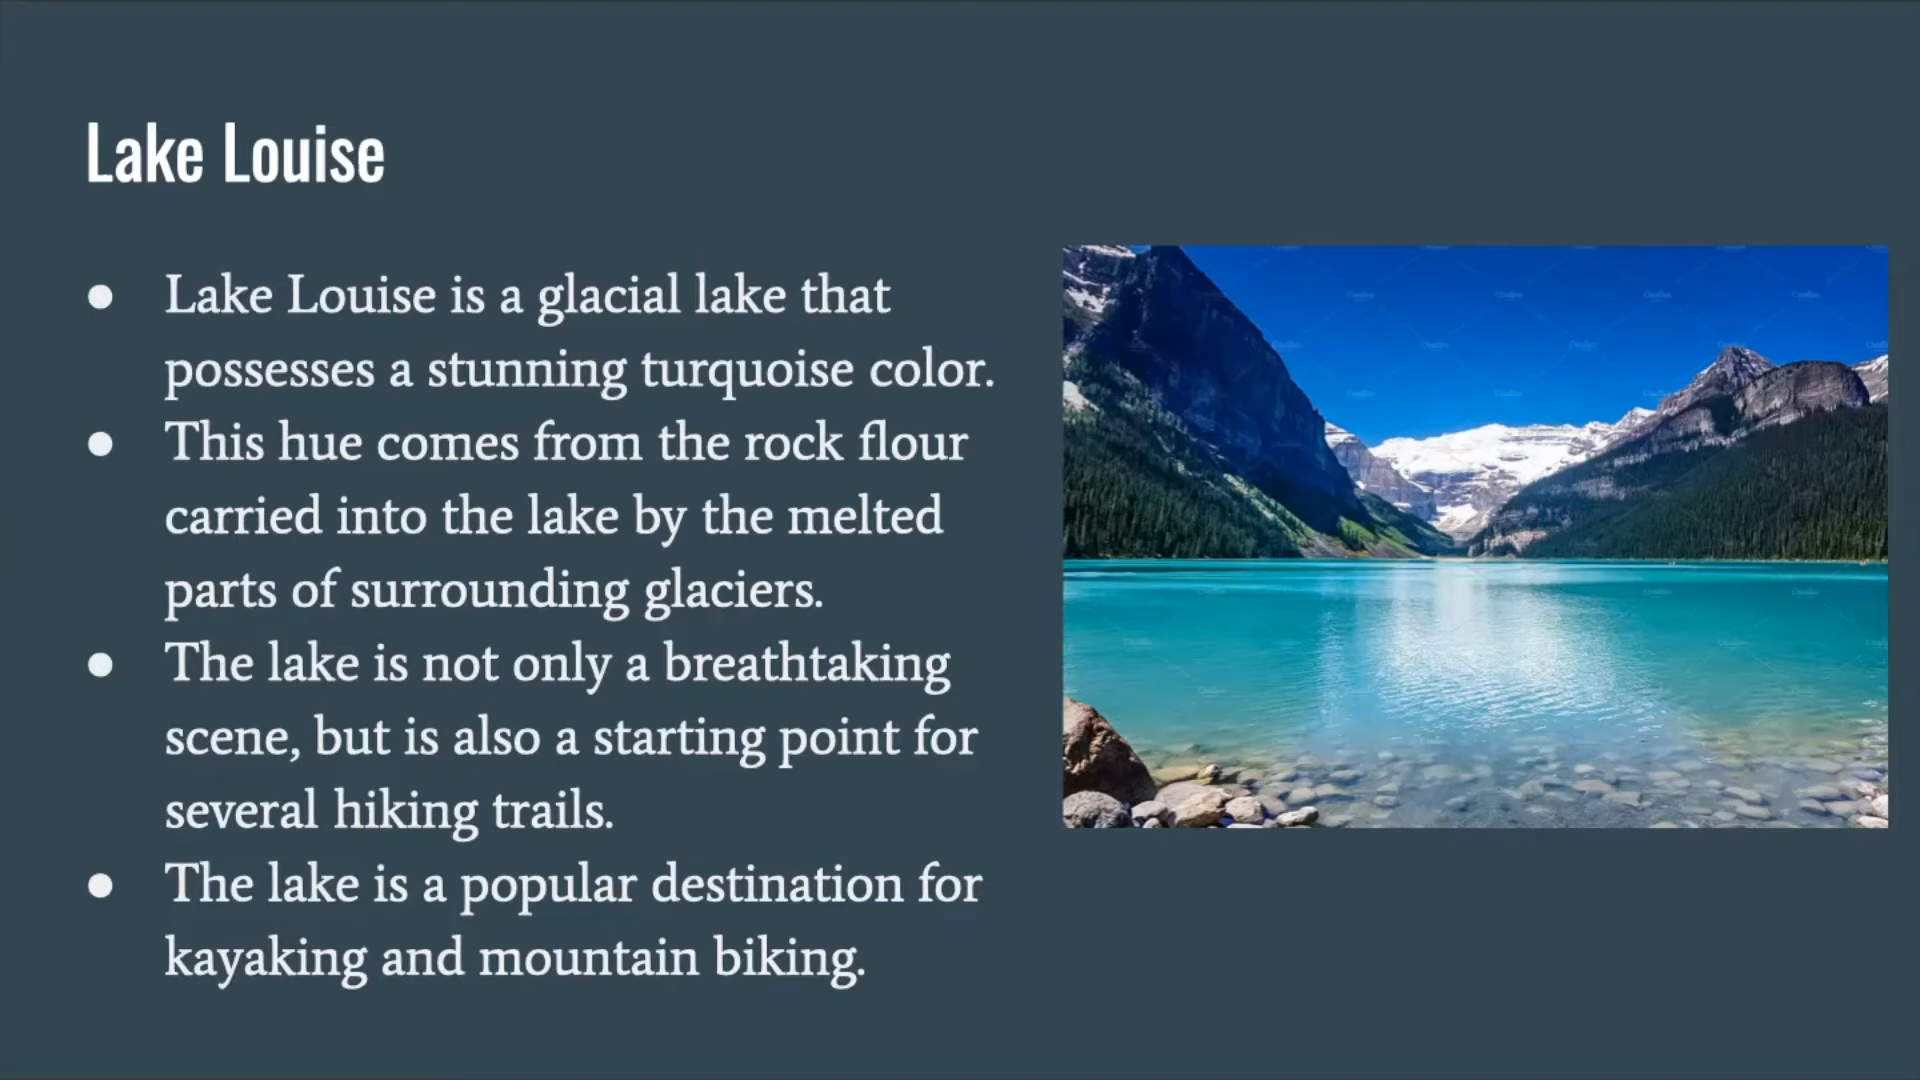 Lake Louise
● Lake Louise is a glacial lake that
possesses a stunning turquoise color.
● This hue comes from the rock flour
carried into the lake by the melted
parts of surrounding glaciers.
● The lake is not only a breathtaking
scene, but is also a starting point for
several hiking trails.
● The lake is a popular destination for
kayaking and mountain biking.